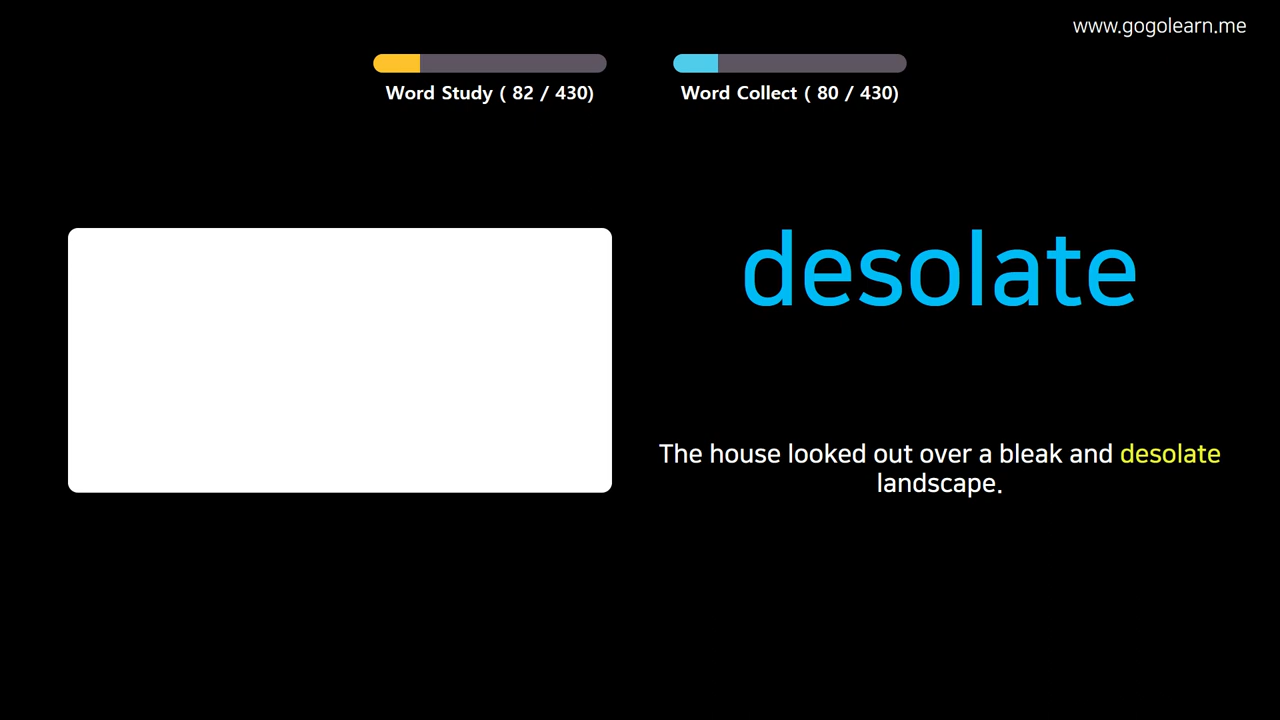 www.gogolearn.me
Word Study ( 82 / 430)
Word Collect ( 80 / 430)
desolate
The house looked out over a bleak and desolate
landscape.